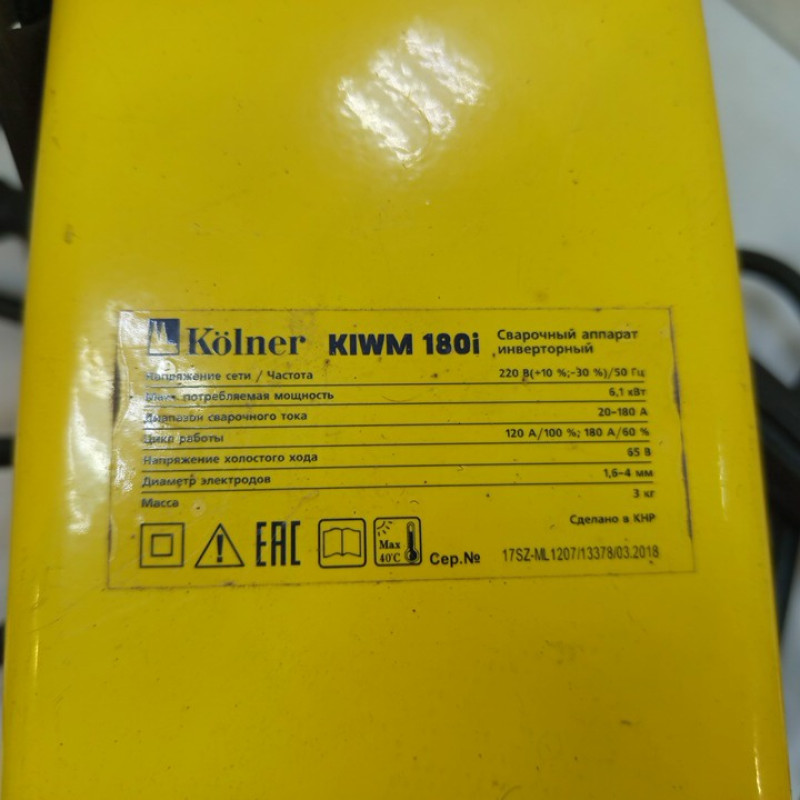 Kölner KIWM 180i Сварочный аппарат
инверторный
Напряжение сети / Частота 220 В(+10 %;-30 %)/50 Гц
потребляемая мощность 6,1 кВт
Диапазон сварочного тока 20-180 А
Цикл работы 120 А/100 %; 180 А/60 %
Напряжение холостого хода 65 В
Диаметр электродов 1,6-4 мм
Масса 3 кг
Сделано в КНР
EAC Max 40°C Сер.№ 17SZ-ML1207/13378/03.2018